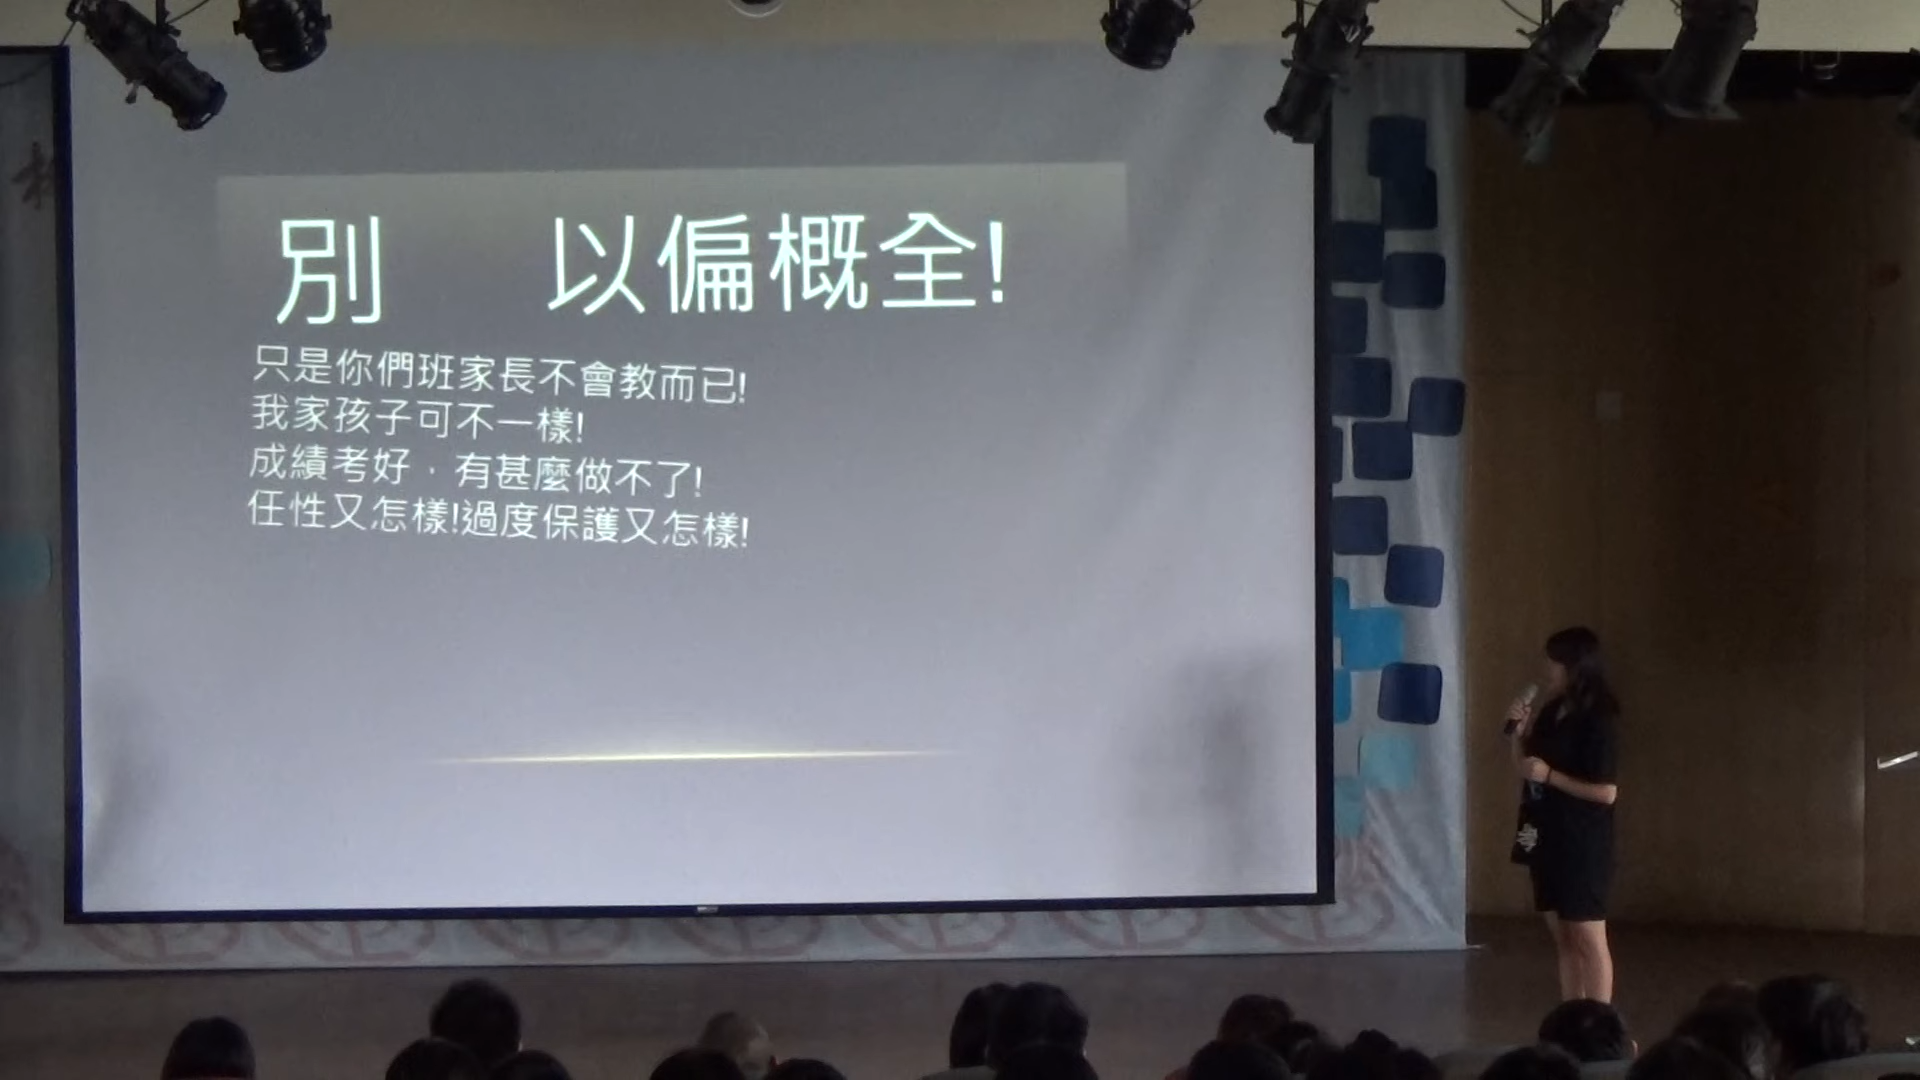 別 以偏概全!
只是你們班家長不會教而已!
我家孩子可不一樣!
成績考好,有甚麼做不了!
任性又怎樣!過度保護又怎樣!